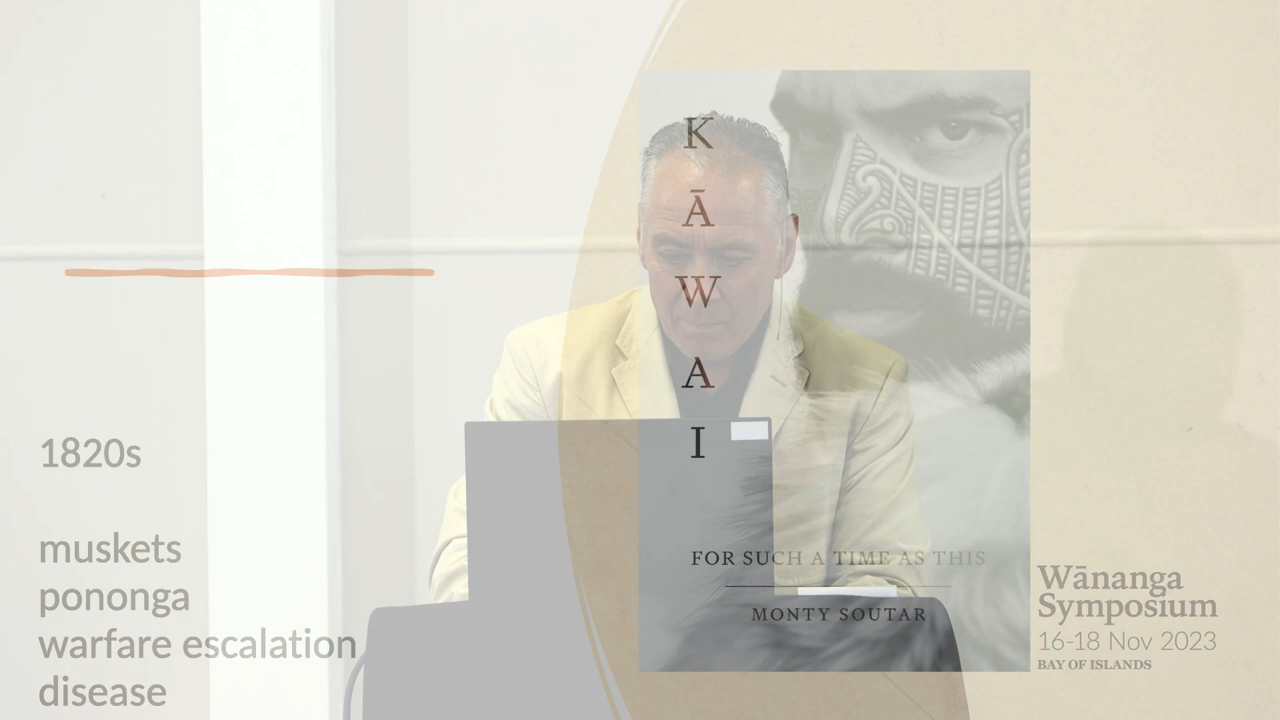 1820s
muskets
pononga
warfare escalation
disease
KĀWAI
FOR SUCH A TIME AS THIS
MONTY SOUTAR
Wānanga
Symposium
16-18 Nov 2023
BAY OF ISLANDS